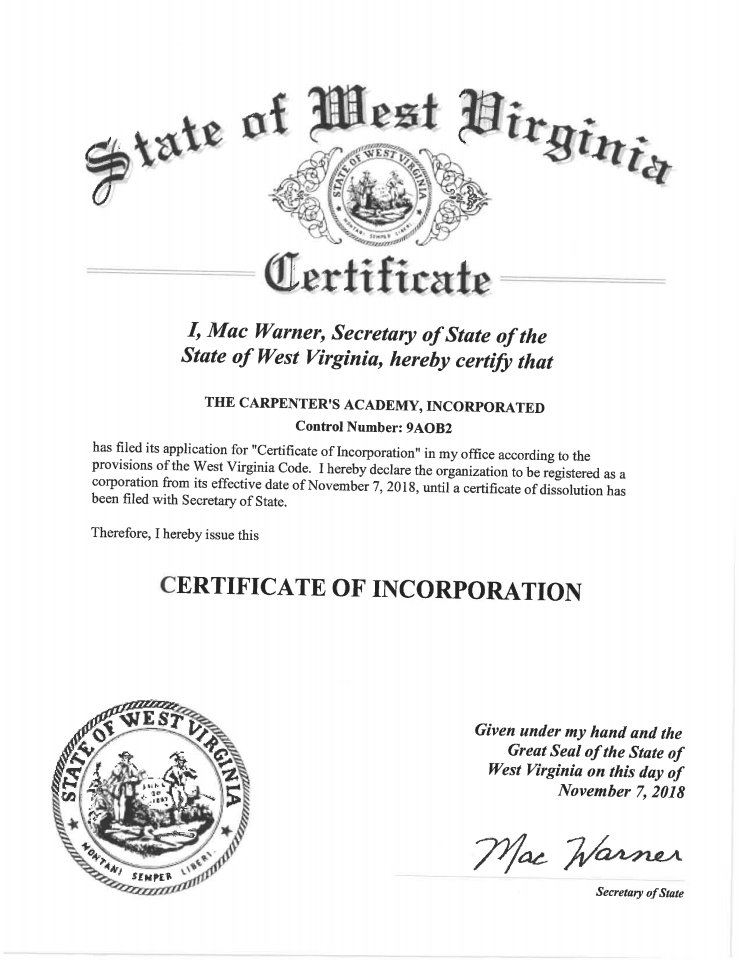 State of West Virginia
STATE OF WEST VIRGINIA
MONTANI SEMPER LIBERI
Certificate
I, Mac Warner, Secretary of State of the
State of West Virginia, hereby certify that
THE CARPENTER'S ACADEMY, INCORPORATED
Control Number: 9AOB2
has filed its application for "Certificate of Incorporation" in my office according to the
provisions of the West Virginia Code. I hereby declare the organization to be registered as a
corporation from its effective date of November 7, 2018, until a certificate of dissolution has
been filed with Secretary of State.
Therefore, I hereby issue this
CERTIFICATE OF INCORPORATION
STATE OF WEST VIRGINIA
JUNE
20
1863
MONTANI SEMPER LIBERI.
Given under my hand and the
Great Seal of the State of
West Virginia on this day of
November 7, 2018
Mac Warner
Secretary of State